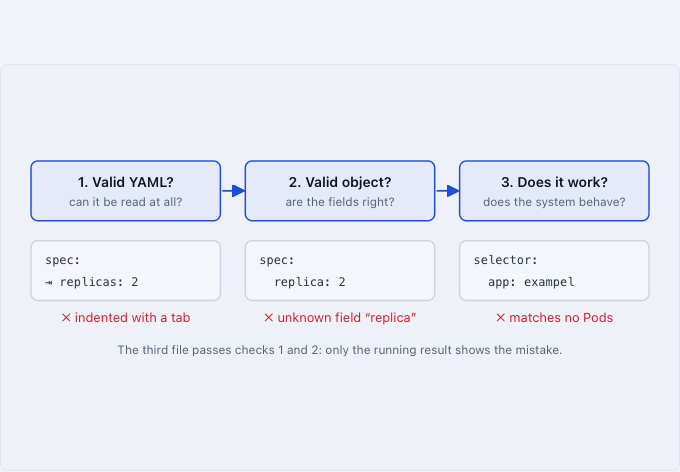 1. Valid YAML?
can it be read at all?
2. Valid object?
are the fields right?
3. Does it work?
does the system behave?
spec:
⇥ replicas: 2
spec:
  replica: 2
selector:
  app: exampel
✕ indented with a tab
✕ unknown field “replica”
✕ matches no Pods
The third file passes checks 1 and 2: only the running result shows the mistake.